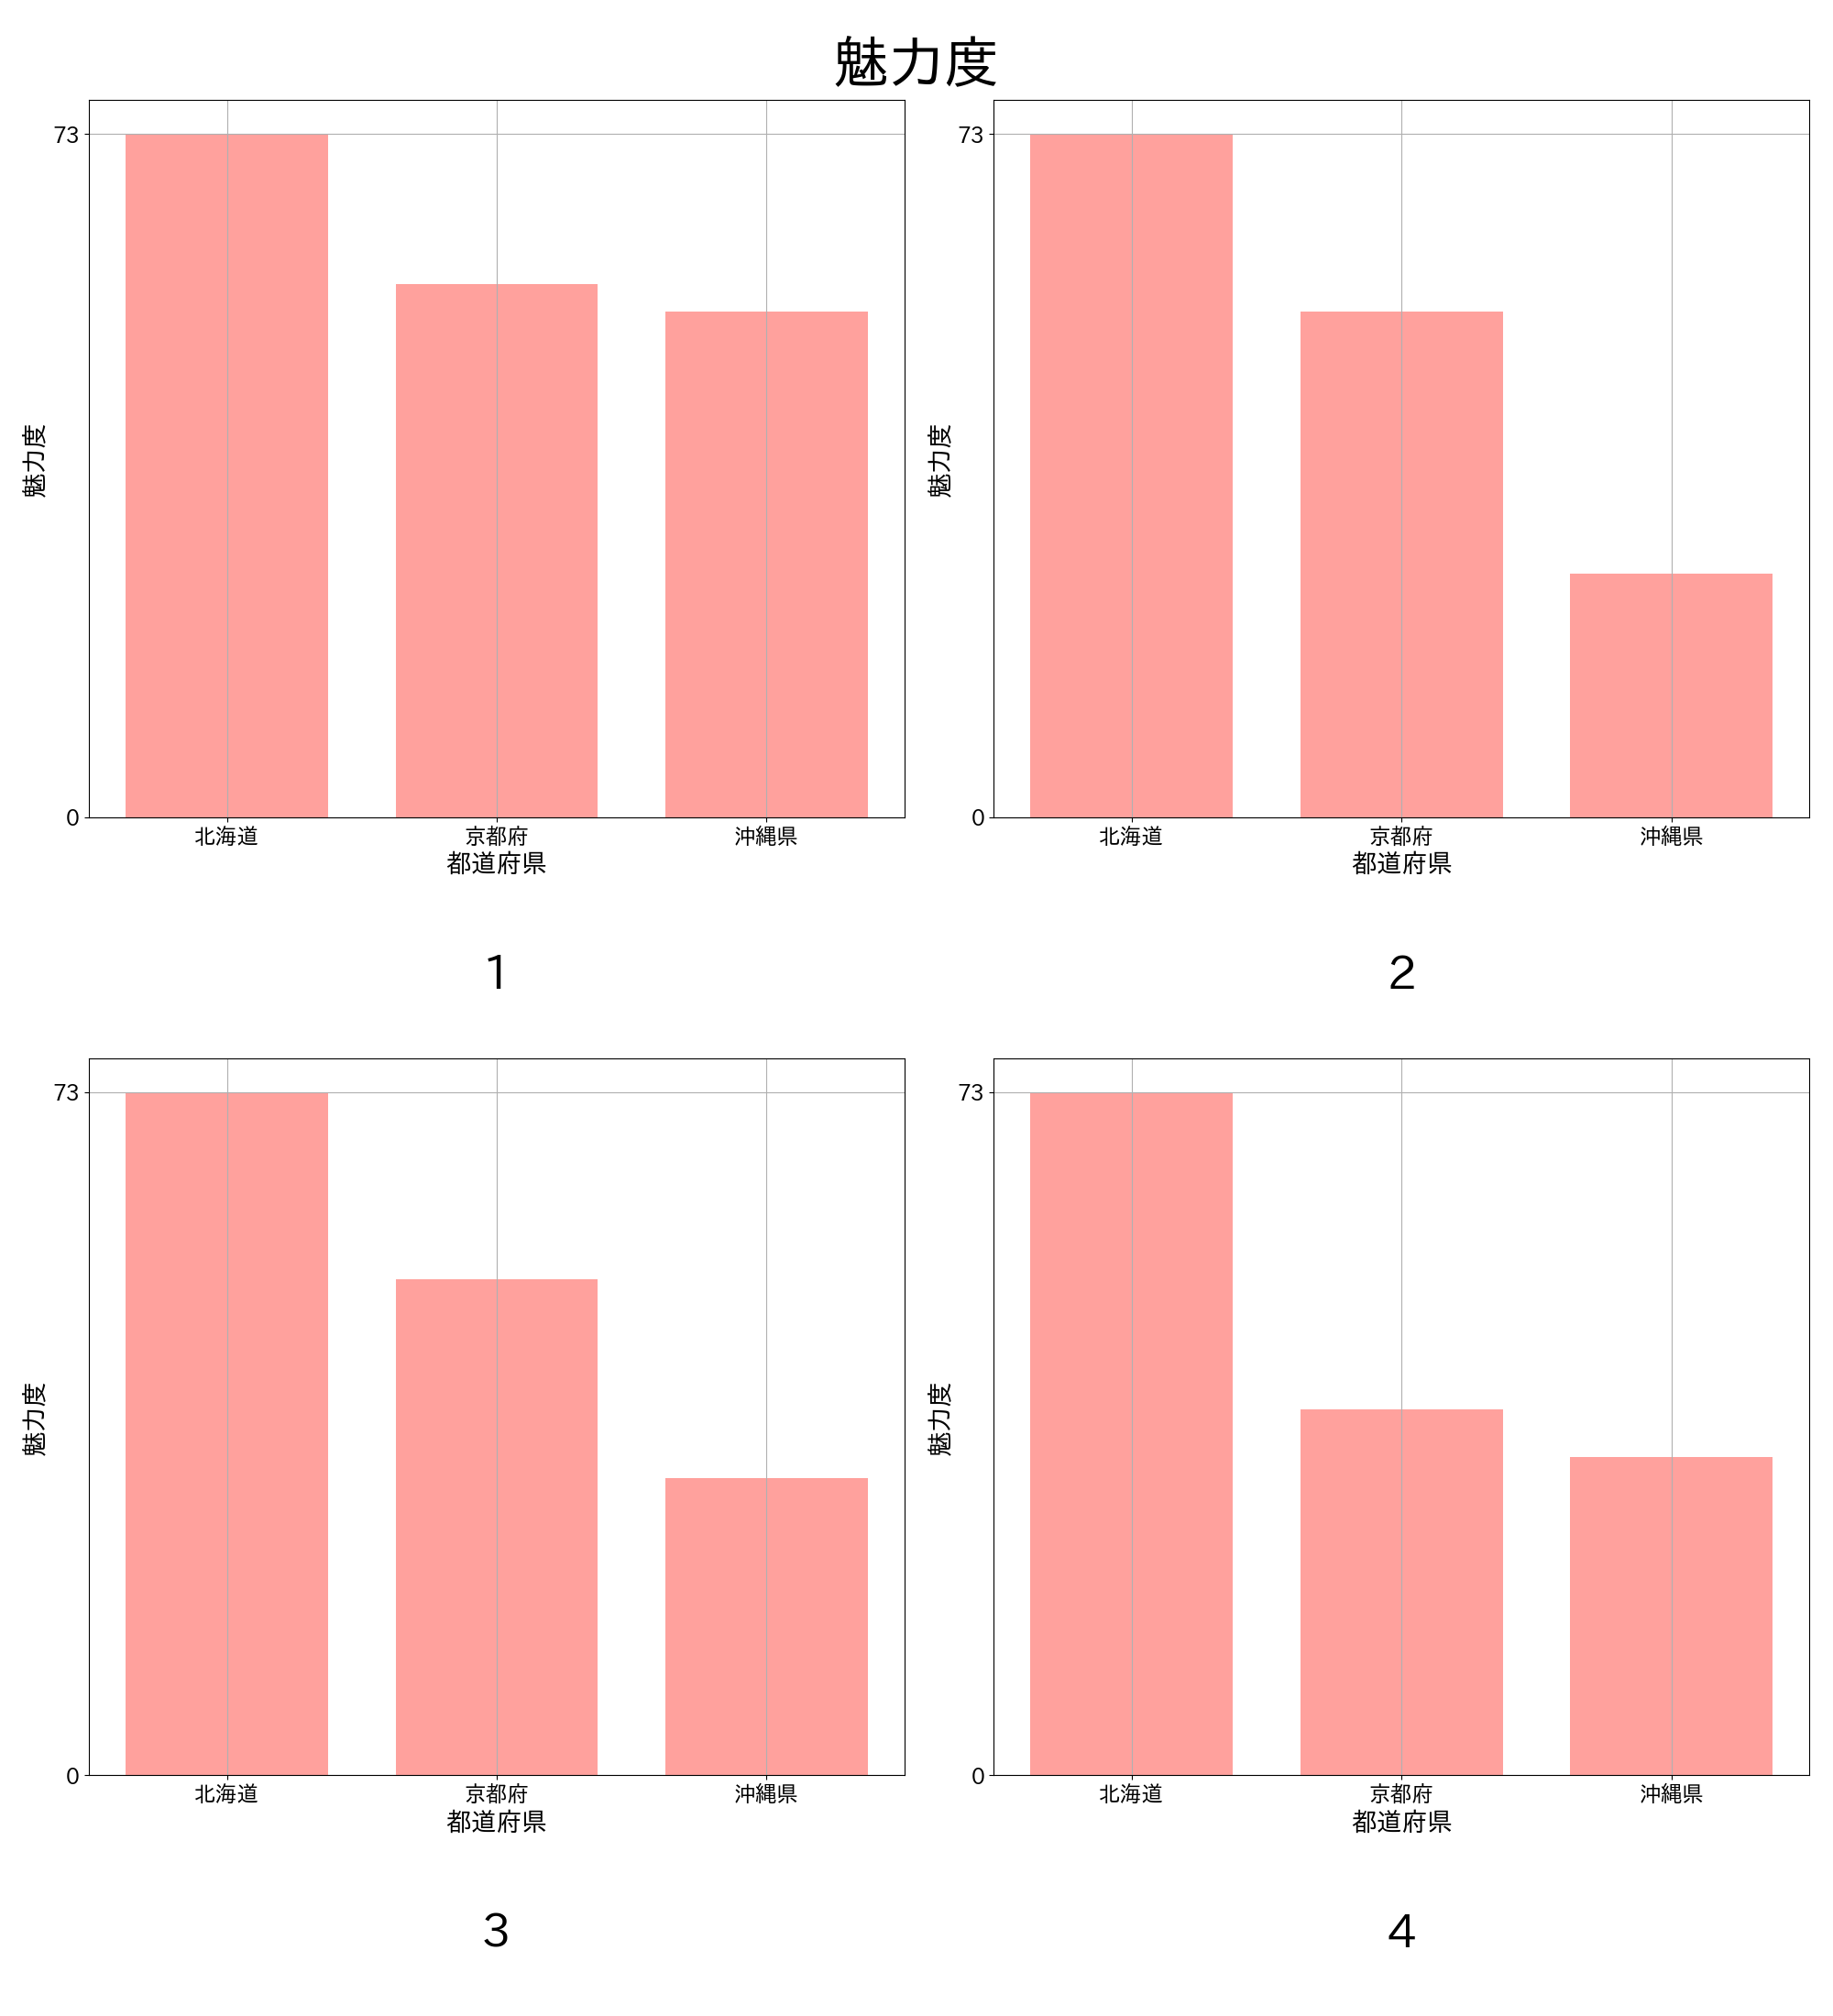 魅力度
73
魅力度
0
北海道 京都府 沖縄県
都道府県
1
73
魅力度
0
北海道 京都府 沖縄県
都道府県
2
73
魅力度
0
北海道 京都府 沖縄県
都道府県
3
73
魅力度
0
北海道 京都府 沖縄県
都道府県
4